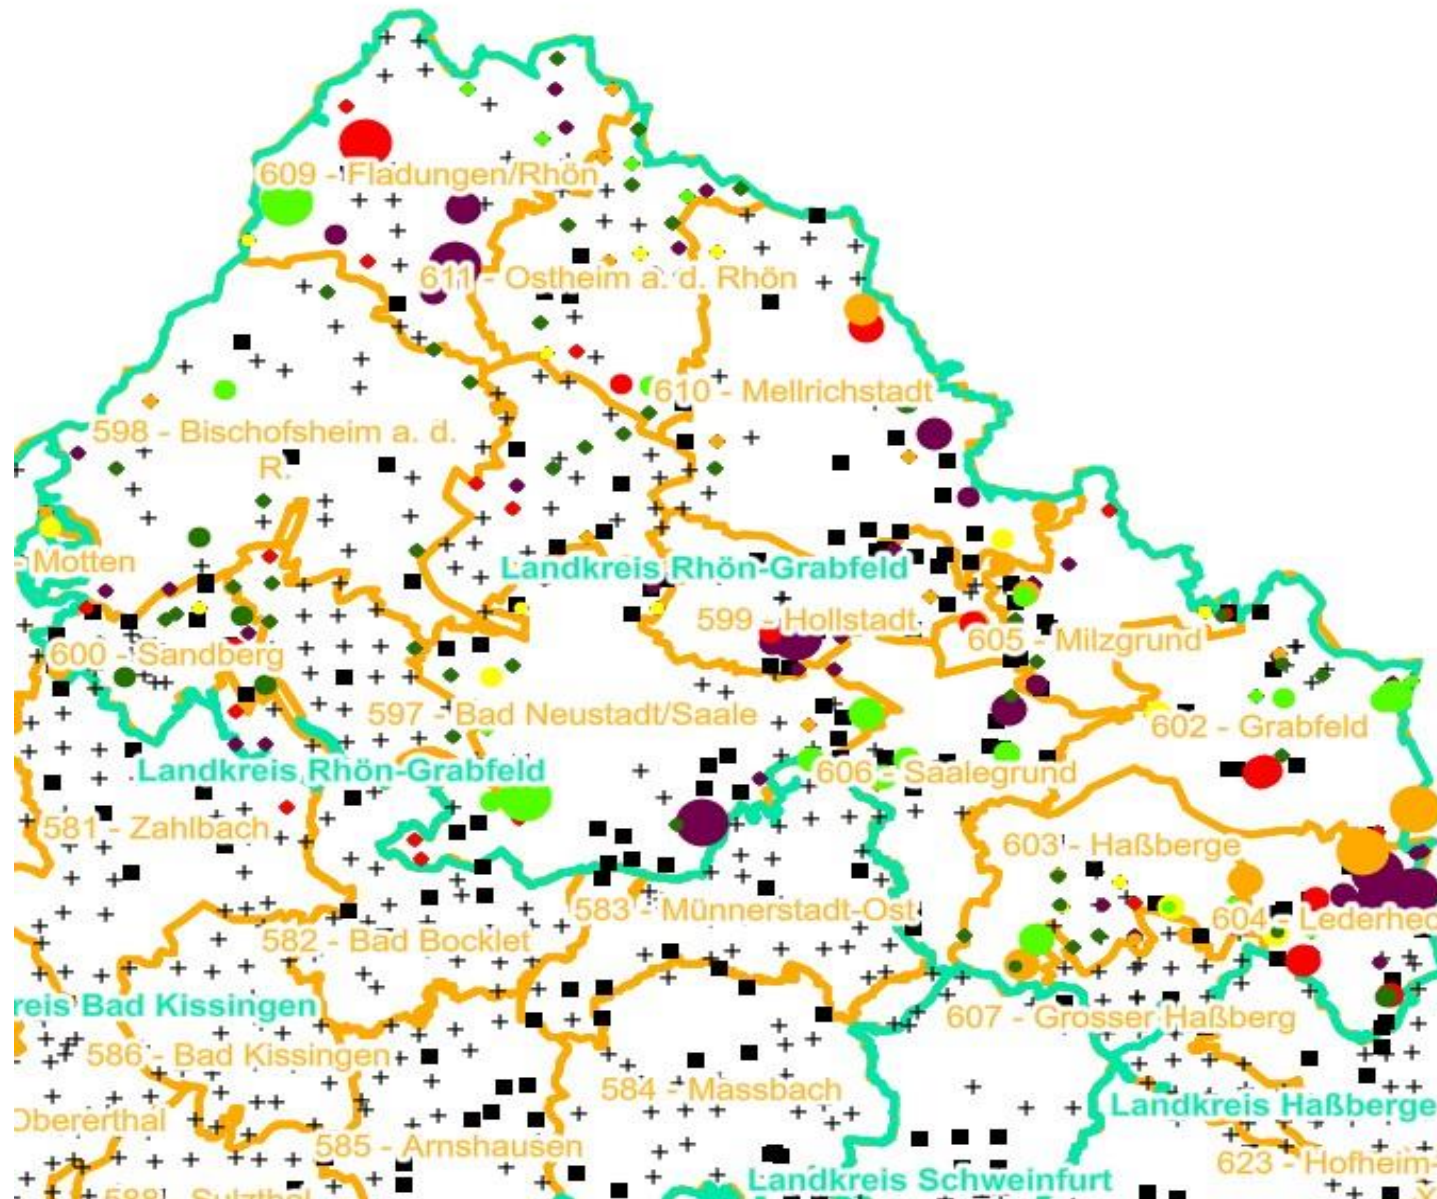 609 - Fladungen/Rhön
611 - Ostheim a. d. Rhön
610 - Mellrichstadt
598 - Bischofsheim a. d.
R.
- Motten
Landkreis Rhön-Grabfeld
599 - Hollstadt
605 - Milzgrund
600 - Sandberg
597 - Bad Neustadt/Saale
602 - Grabfeld
Landkreis Rhön-Grabfeld
606 - Saalegrund
581 - Zahlbach
603 - Haßberge
583 - Münnerstadt-Ost
604 - Lederhec
582 - Bad Bocklet
reis Bad Kissingen
607 - Grosser Haßberg
586 - Bad Kissingen
584 - Massbach
Landkreis Haßberge
Obererthal
585 - Arnshausen
623 - Hofheim-
Landkreis Schweinfurt
588 - Sulzthal